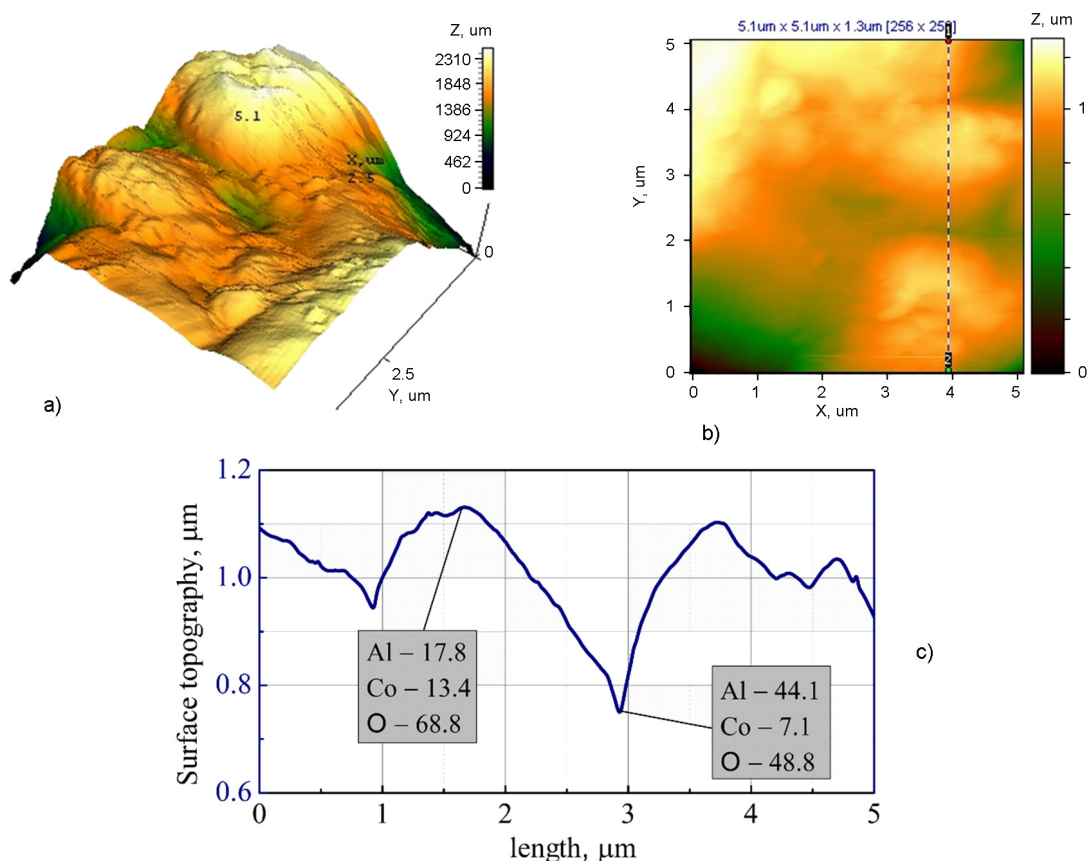 Z, um
2310
1848
1386
924
462
0
5.1
X, um
2.5
0
2.5
Y, um
a)
5.1um x 5.1um x 1.3um [256 x 256]
Z, um
1
0
1
2
5
4
3
2
1
0
Y, um
0
1
2
3
4
5
X, um
b)
1.2
1.0
0.8
0.6
Surface topography, μm
Al – 17.8
Co – 13.4
O – 68.8
Al – 44.1
Co – 7.1
O – 48.8
0
1
2
3
4
5
length, μm
c)